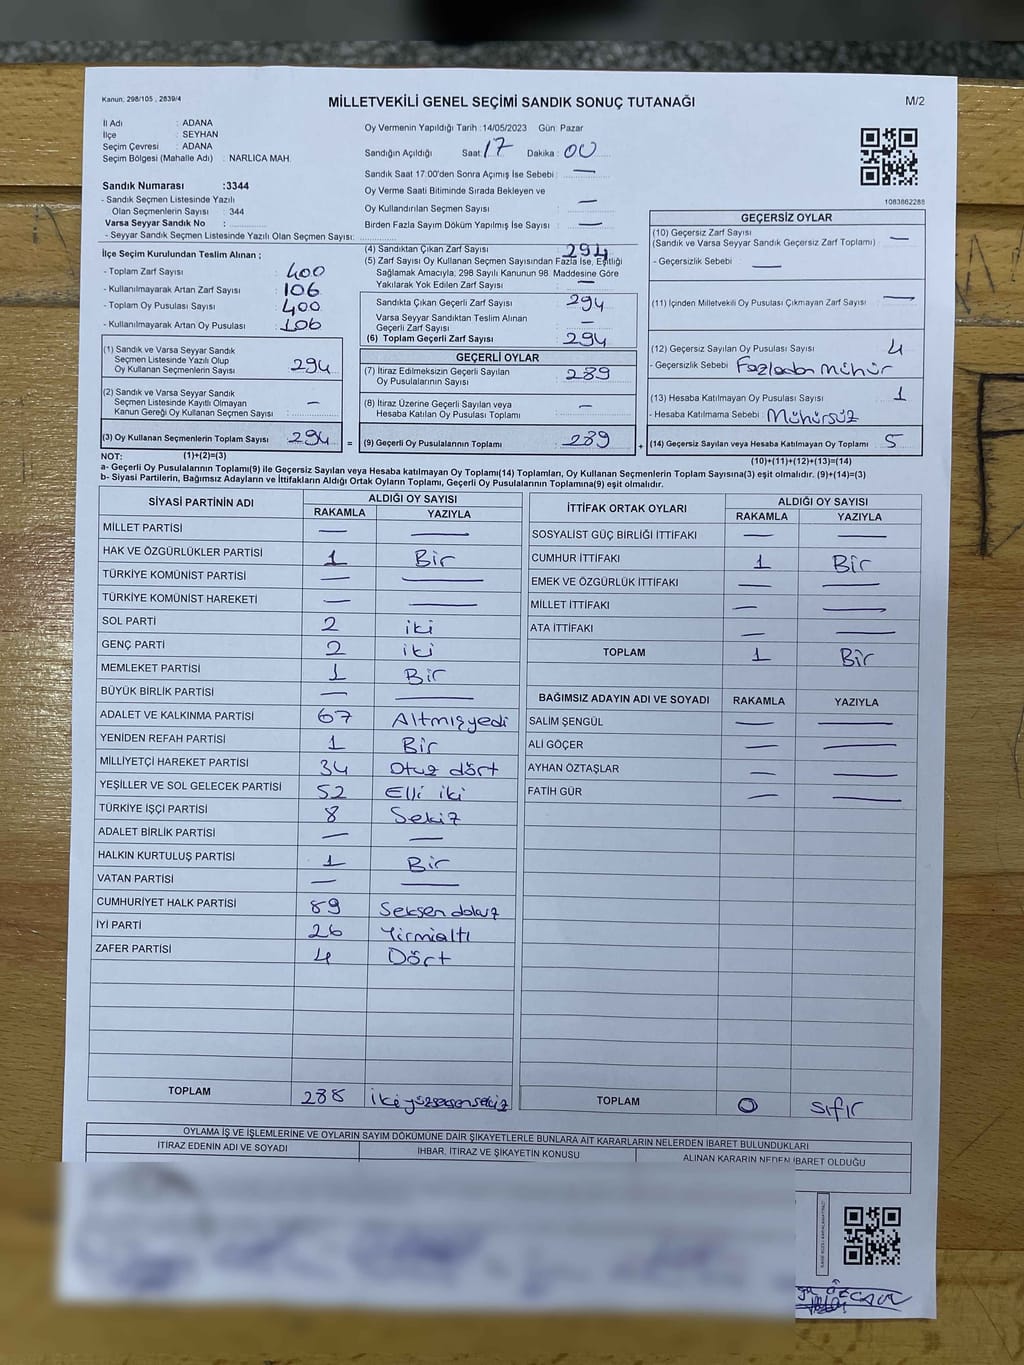 Kanun, 298/105 , 2839/4
MİLLETVEKİLİ GENEL SEÇİMİ SANDIK SONUÇ TUTANAĞI
M/2
İl Adı : ADANA
İlçe : SEYHAN
Seçim Çevresi : ADANA
Seçim Bölgesi (Mahalle Adı) : NARLICA MAH.
Sandık Numarası :3344
- Sandık Seçmen Listesinde Yazılı
Olan Seçmenlerin Sayısı : 344
Varsa Seyyar Sandık No :
- Seyyar Sandık Seçmen Listesinde Yazılı Olan Seçmen Sayısı:
Oy Vermenin Yapıldığı Tarih :14/05/2023 Gün: Pazar
Sandığın Açıldığı Saat 17 Dakika : 00
Sandık Saat 17.00'den Sonra Açımış İse Sebebi : —
Oy Verme Saati Bitiminde Sırada Bekleyen ve
Oy Kullandırılan Seçmen Sayısı —
Birden Fazla Sayım Döküm Yapılmış İse Sayısı : —
1083862288
İlçe Seçim Kurulundan Teslim Alınan ;
- Toplam Zarf Sayısı : 400
- Kullanılmayarak Artan Zarf Sayısı : 106
- Toplam Oy Pusulası Sayısı : 400
- Kullanılmayarak Artan Oy Pusulası : 106
(4) Sandıktan Çıkan Zarf Sayısı 294
(5) Zarf Sayısı Oy Kullanan Seçmen Sayısından Fazla İse, Eşitliği
Sağlamak Amacıyla; 298 Sayılı Kanunun 98. Maddesine Göre
Yakılarak Yok Edilen Zarf Sayısı —
Sandıkta Çıkan Geçerli Zarf Sayısı 294
Varsa Seyyar Sandıktan Teslim Alınan
Geçerli Zarf Sayısı —
(6) Toplam Geçerli Zarf Sayısı 294
GEÇERSİZ OYLAR
(10) Geçersiz Zarf Sayısı —
(Sandık ve Varsa Seyyar Sandık Geçersiz Zarf Toplamı)
- Geçersizlik Sebebi : —
(11) İçinden Milletvekili Oy Pusulası Çıkmayan Zarf Sayısı —
(12) Geçersiz Sayılan Oy Pusulası Sayısı 4
- Geçersizlik Sebebi : Fazladan Mühür
(13) Hesaba Katılmayan Oy Pusulası Sayısı 1
- Hesaba Katılmama Sebebi : Mühürsüz
(14) Geçersiz Sayılan veya Hesaba Katılmayan Oy Toplamı 5
(10)+(11)+(12)+(13)=(14)
(1) Sandık ve Varsa Seyyar Sandık
Seçmen Listesinde Yazılı Olup
Oy Kullanan Seçmenlerin Sayısı 294
(2) Sandık ve Varsa Seyyar Sandık
Seçmen Listesinde Kayıtlı Olmayan
Kanun Gereği Oy Kullanan Seçmen Sayısı —
(3) Oy Kullanan Seçmenlerin Toplam Sayısı 294 =
GEÇERLİ OYLAR
(7) İtiraz Edilmeksizin Geçerli Sayılan
Oy Pusulalarının Sayısı 289
(8) İtiraz Üzerine Geçerli Sayılan veya
Hesaba Katılan Oy Pusulası Toplamı —
(9) Geçerli Oy Pusulalarının Toplamı : 289 +
NOT: (1)+(2)=(3)
a- Geçerli Oy Pusulalarının Toplamı(9) ile Geçersiz Sayılan veya Hesaba katılmayan Oy Toplamı(14) Toplamları, Oy Kullanan Seçmenlerin Toplam Sayısına(3) eşit olmalıdır. (9)+(14)=(3)
b- Siyasi Partilerin, Bağımsız Adayların ve İttifakların Aldığı Ortak Oyların Toplamı, Geçerli Oy Pusulalarının Toplamına(9) eşit olmalıdır.
SİYASİ PARTİNİN ADI ALDIĞI OY SAYISI
RAKAMLA YAZIYLA
MİLLET PARTİSİ — —
HAK VE ÖZGÜRLÜKLER PARTİSİ 1 Bir
TÜRKİYE KOMÜNİST PARTİSİ — —
TÜRKİYE KOMÜNİST HAREKETİ — —
SOL PARTİ 2 iki
GENÇ PARTİ 2 iki
MEMLEKET PARTİSİ 1 Bir
BÜYÜK BİRLİK PARTİSİ — —
ADALET VE KALKINMA PARTİSİ 67 Altmışyedi
YENİDEN REFAH PARTİSİ 1 Bir
MİLLİYETÇİ HAREKET PARTİSİ 34 Otuz dört
YEŞİLLER VE SOL GELECEK PARTİSİ 52 Elli iki
TÜRKİYE İŞÇİ PARTİSİ 8 Sekiz
ADALET BİRLİK PARTİSİ — —
HALKIN KURTULUŞ PARTİSİ 1 Bir
VATAN PARTİSİ — —
CUMHURİYET HALK PARTİSİ 89 Seksen dokuz
İYİ PARTİ 26 Yirmialtı
ZAFER PARTİSİ 4 Dört
TOPLAM 288 ikiyüzseksensekiz
İTTİFAK ORTAK OYLARI ALDIĞI OY SAYISI
RAKAMLA YAZIYLA
SOSYALİST GÜÇ BİRLİĞİ İTTİFAKI — —
CUMHUR İTTİFAKI 1 Bir
EMEK VE ÖZGÜRLÜK İTTİFAKI — —
MİLLET İTTİFAKI — —
ATA İTTİFAKI — —
TOPLAM 1 Bir
BAĞIMSIZ ADAYIN ADI VE SOYADI RAKAMLA YAZIYLA
SALİM ŞENGÜL — —
ALİ GÖÇER — —
AYHAN ÖZTAŞLAR — —
FATİH GÜR — —
TOPLAM 0 sıfır
OYLAMA İŞ VE İŞLEMLERİNE VE OYLARIN SAYIM DÖKÜMÜNE DAİR ŞİKAYETLERLE BUNLARA AİT KARARLARIN NELERDEN İBARET BULUNDUKLARI
İTİRAZ EDENİN ADI VE SOYADI İHBAR, İTİRAZ VE ŞİKAYETİN KONUSU ALINAN KARARIN NEDEN İBARET OLDUĞU